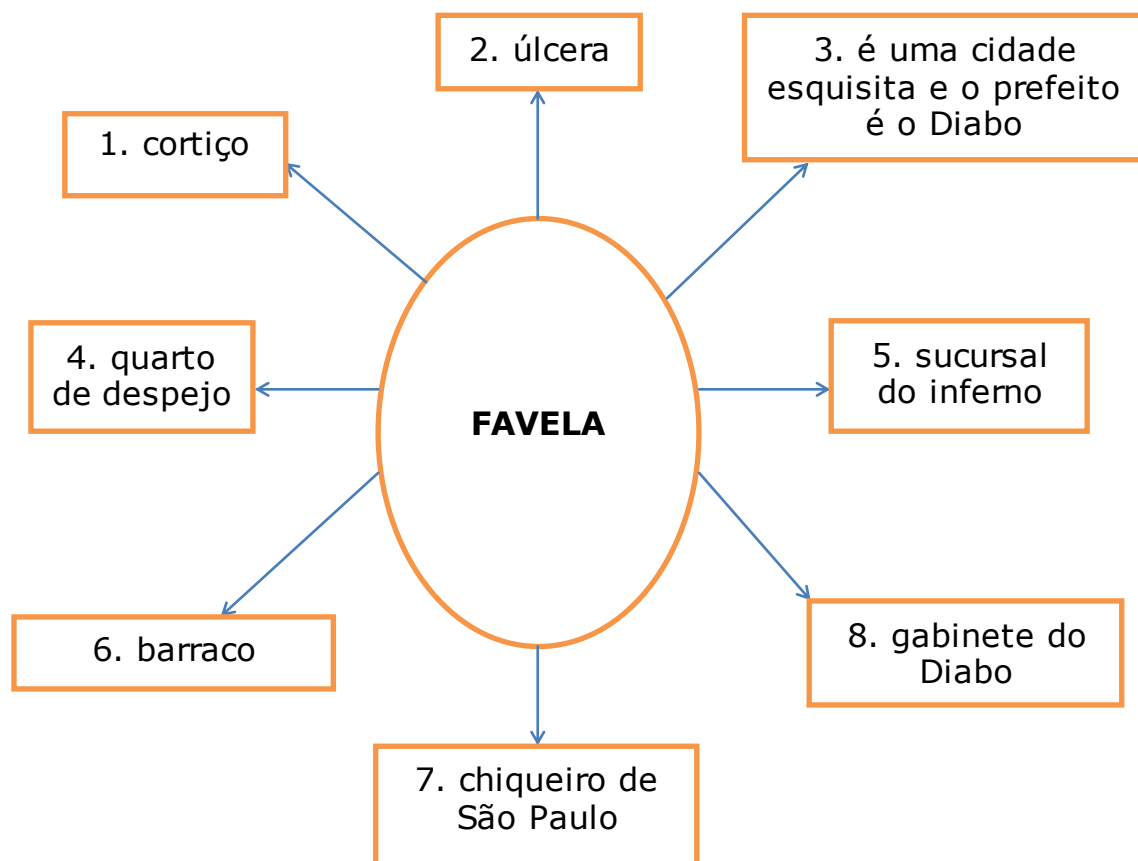 1. cortiço
2. úlcera
3. é uma cidade
esquisita e o prefeito
é o Diabo
4. quarto
de despejo
FAVELA
5. sucursal
do inferno
6. barraco
7. chiqueiro de
São Paulo
8. gabinete do
Diabo